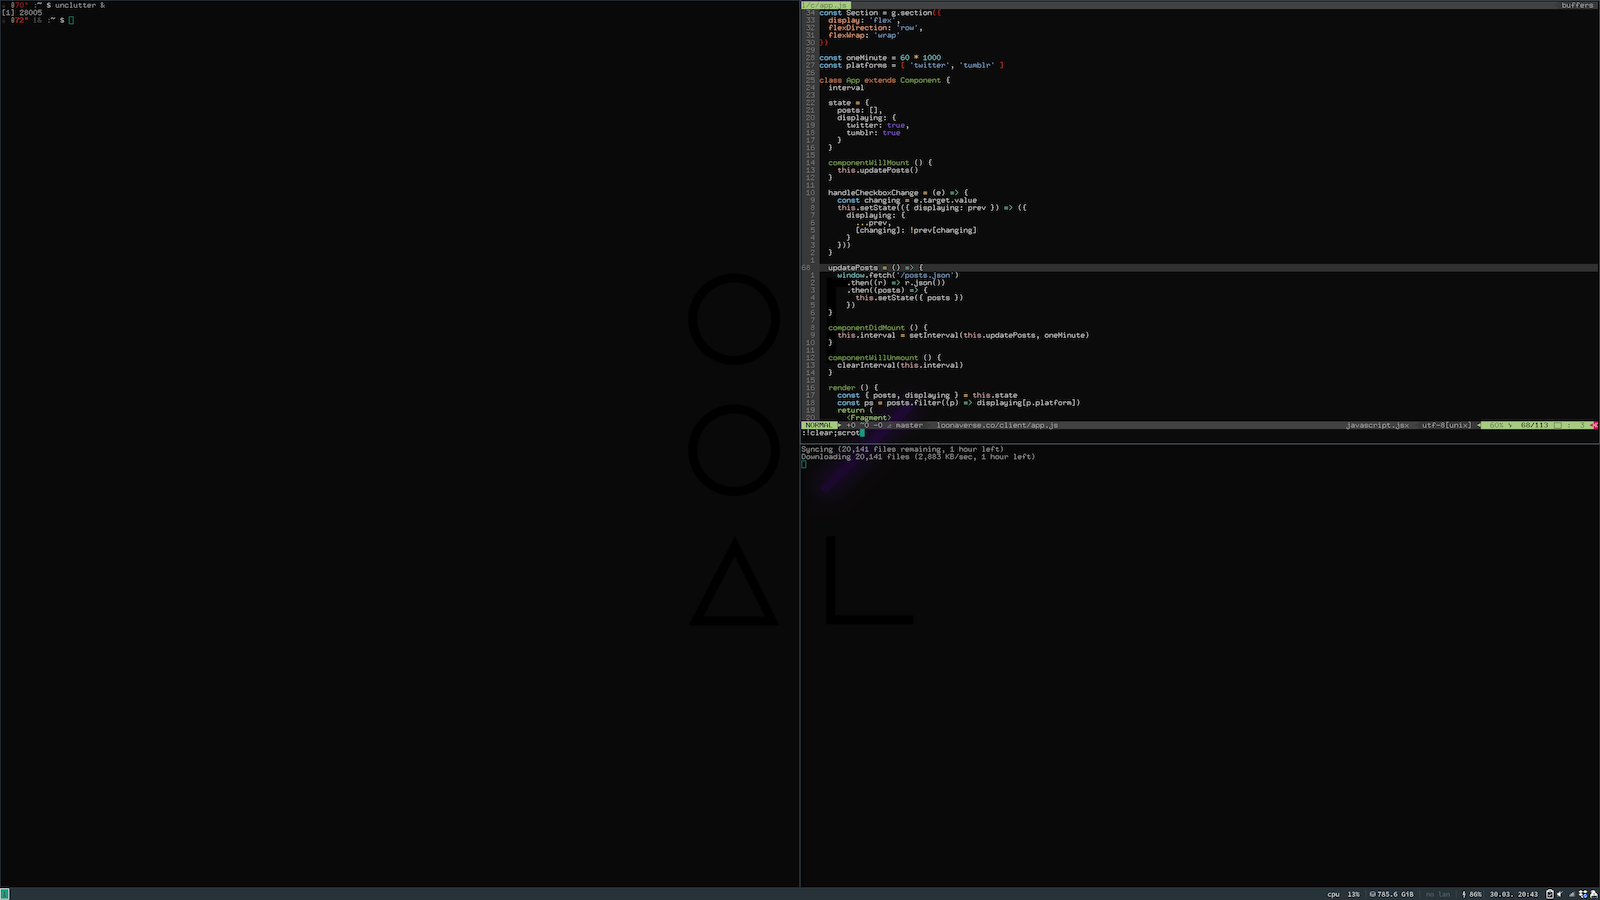 #70* :~ $ unclutter &
[1] 28005
#72* 1& :~ $
1/c/app.js buffers
34 const Section = g.section({
33   display: 'flex',
32   flexDirection: 'row',
31   flexWrap: 'wrap'
30 })
29
28 const oneMinute = 60 * 1000
27 const platforms = [ 'twitter', 'tumblr' ]
26
25 class App extends Component {
24   interval
23
22   state = {
21     posts: [],
20     displaying: {
19       twitter: true,
18       tumblr: true
17     }
16   }
15
14   componentWillMount () {
13     this.updatePosts()
12   }
11
10   handleCheckboxChange = (e) => {
9     const changing = e.target.value
8     this.setState(({ displaying: prev }) => ({
7       displaying: {
6         ...prev,
5         [changing]: !prev[changing]
4       }
3     }))
2   }
1
68   updatePosts = () => {
1     window.fetch('/posts.json')
2       .then((r) => r.json())
3       .then((posts) => {
4         this.setState({ posts })
5       })
6   }
7
8   componentDidMount () {
9     this.interval = setInterval(this.updatePosts, oneMinute)
10   }
11
12   componentWillUnmount () {
13     clearInterval(this.interval)
14   }
15
16   render () {
17     const { posts, displaying } = this.state
18     const ps = posts.filter((p) => displaying[p.platform])
19     return (
20       <Fragment>
NORMAL +0 ~0 -0 master loonaverse.co/client/app.js javascript.jsx utf-8[unix] 60% 68/113
:!clear;scrot
Syncing (20,141 files remaining, 1 hour left)
Downloading 20,141 files (2,883 KB/sec, 1 hour left)
cpu 13% 785.6 GiB no lan 86% 30.03. 20:43